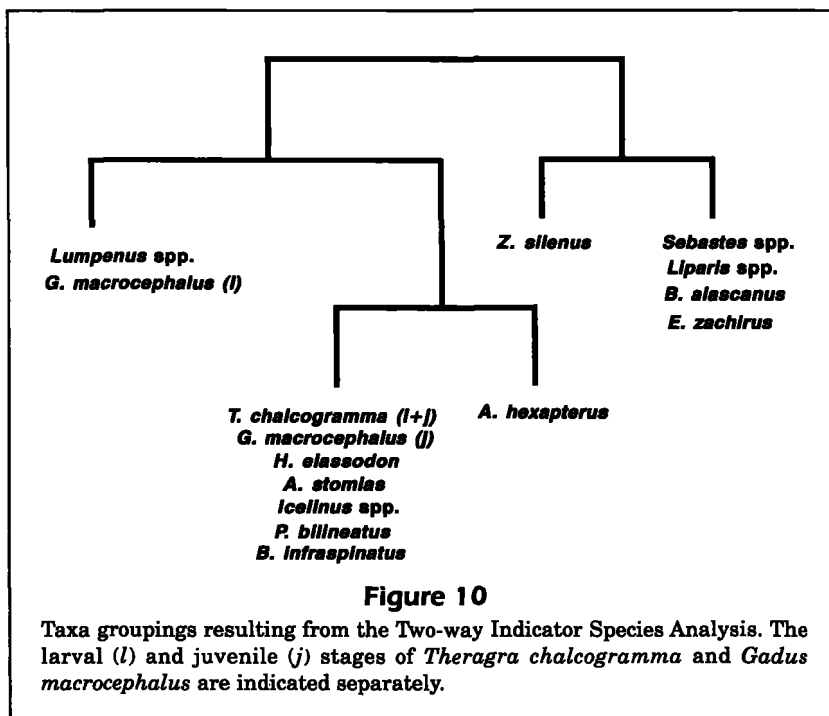 Lumpenus spp.
G. macrocephalus (l)
Z. silenus
Sebastes spp.
Liparis spp.
B. alascanus
E. zachirus
T. chalcogramma (l+j)
G. macrocephalus (j)
H. elassodon
A. stomias
Icelinus spp.
P. bilineatus
B. infraspinatus
A. hexapterus
Figure 10
Taxa groupings resulting from the Two-way Indicator Species Analysis. The
larval (l) and juvenile (j) stages of Theragra chalcogramma and Gadus
macrocephalus are indicated separately.